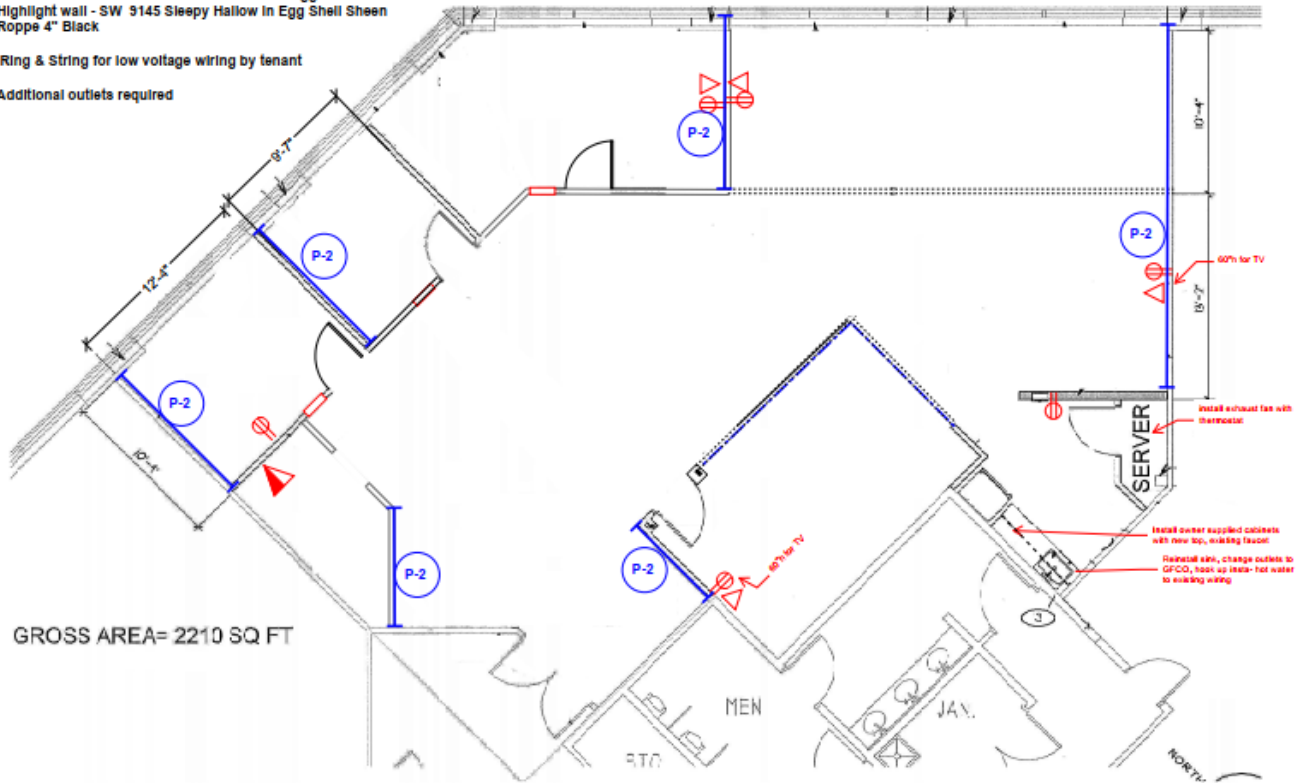 Highlight wall - SW 9145 Sleepy Hallow in Egg Shell Sheen
Roppe 4" Black
Ring & String for low voltage wiring by tenant
Additional outlets required
9'-7"
12'-4"
10'-4"
P-2
P-2
P-2
P-2
P-2
P-2
10'-4"
13'-2"
60"h for TV
SERVER
install exhaust fan with
thermostat
Install owner supplied cabinets
with new top, existing faucet
Reinstall sink, change outlets to
GFCO, hook up insta- hot water
to existing wiring
60"h for TV
3
GROSS AREA= 2210 SQ FT
MEN
JAN.
NORTH